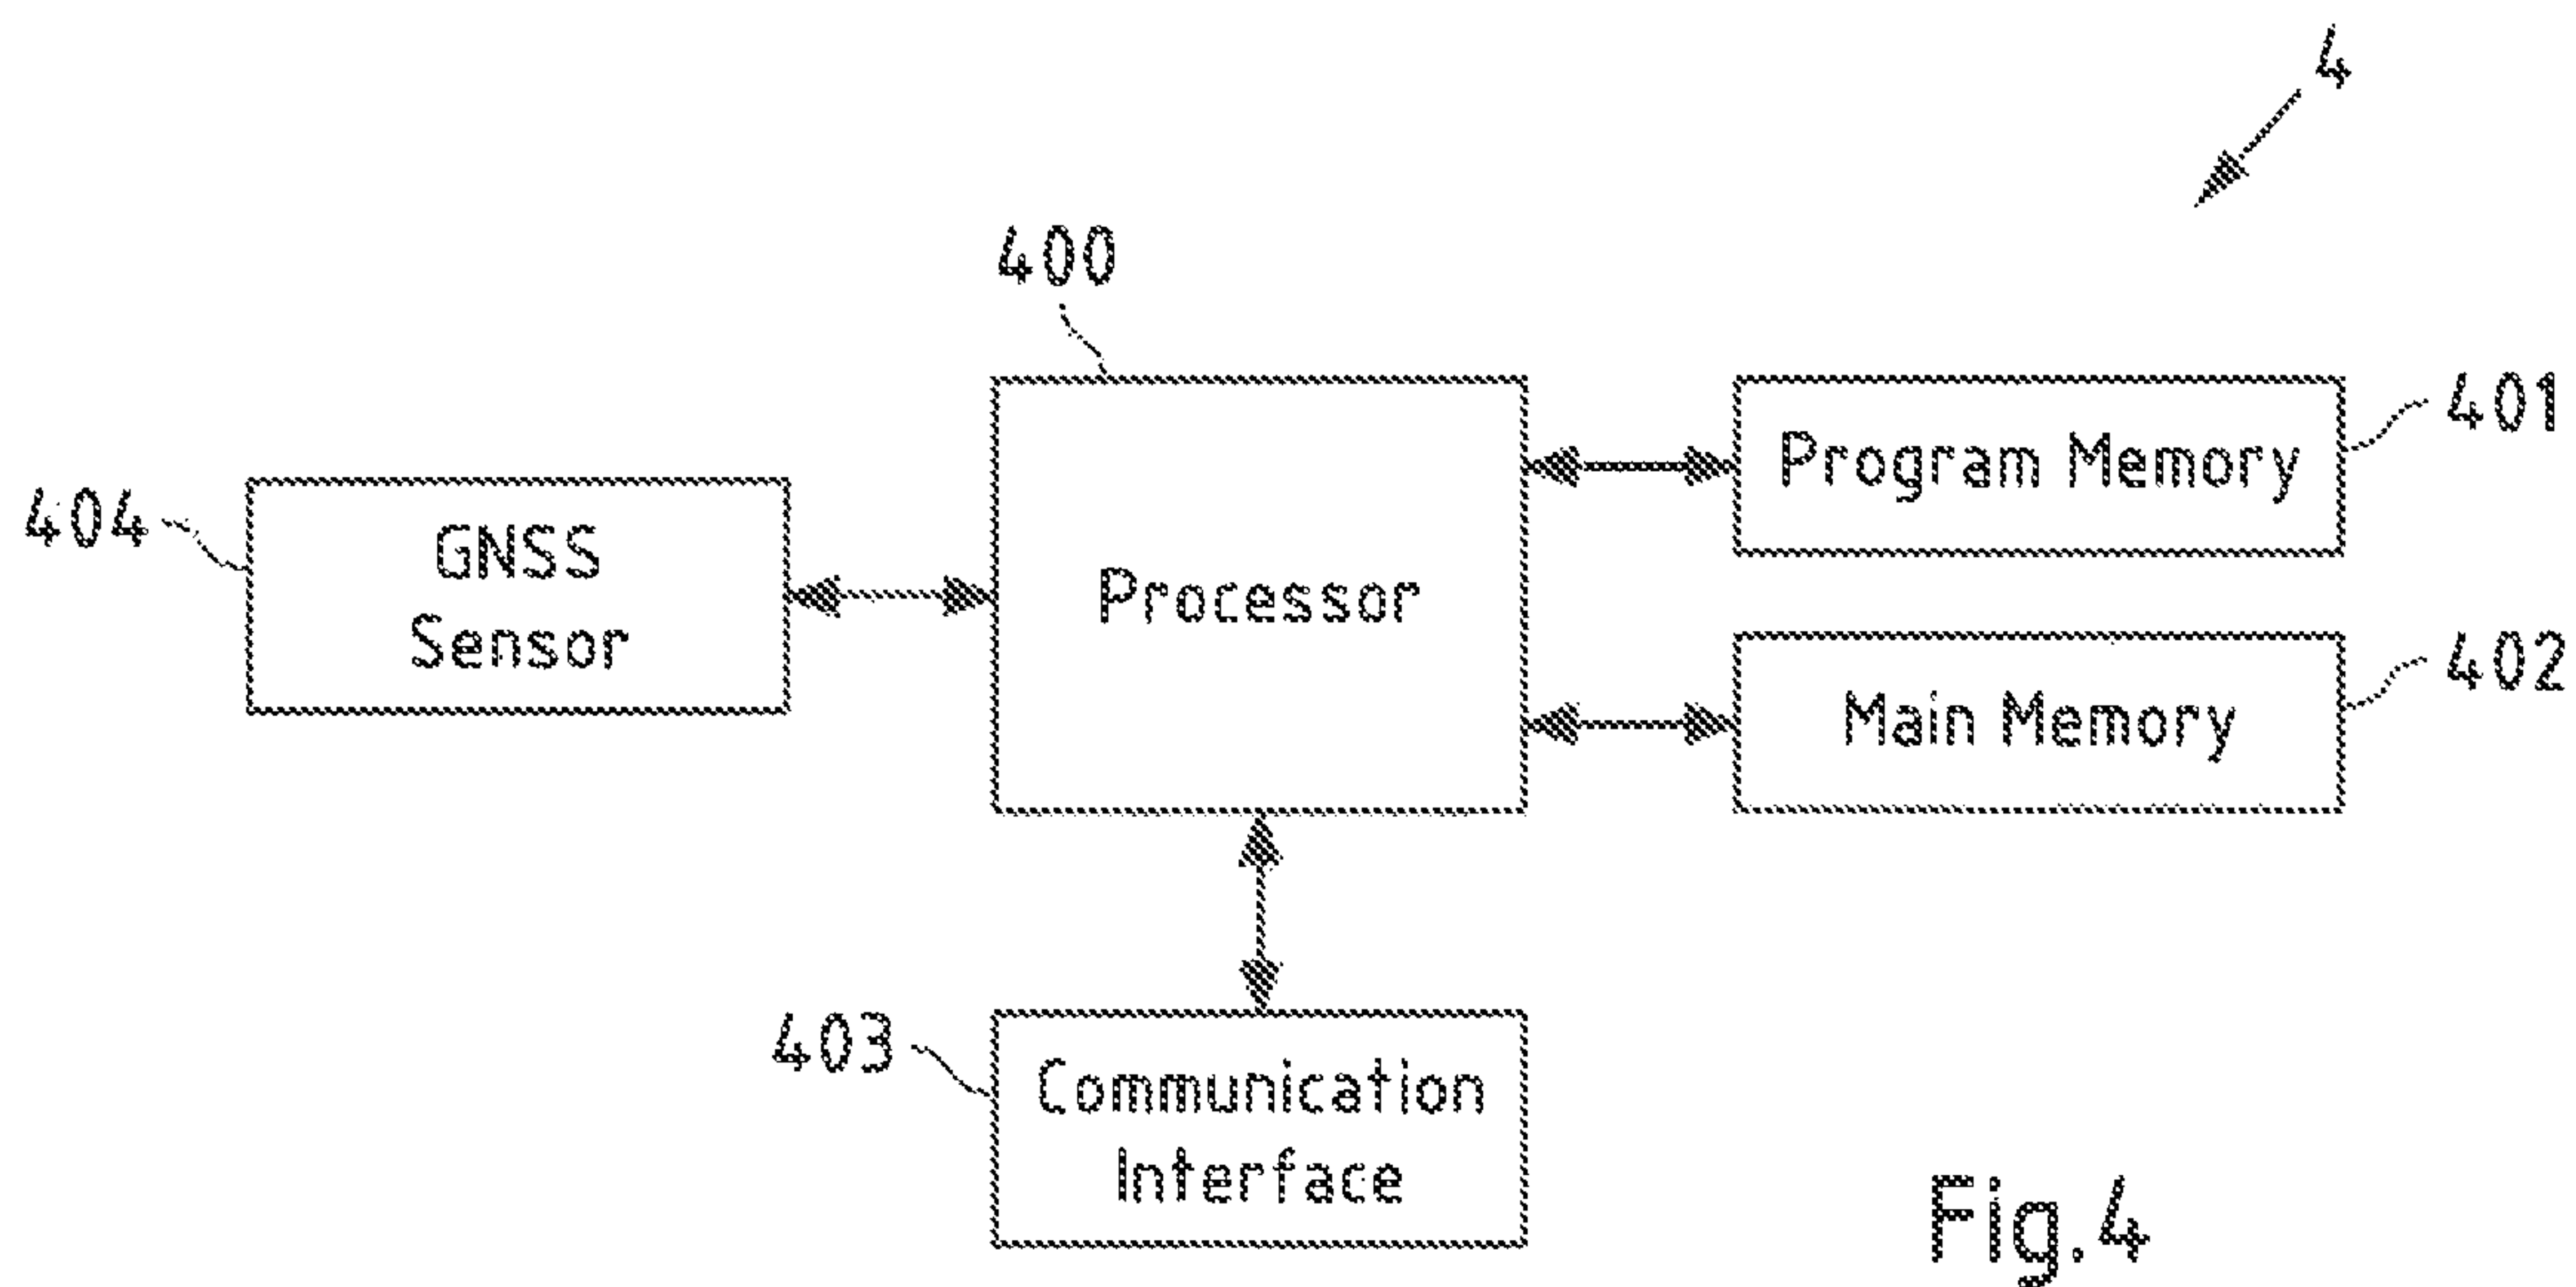 4
400
401
Program Memory
404
GNSS
Sensor
Processor
402
Main Memory
403
Communication
Interface
Fig.4